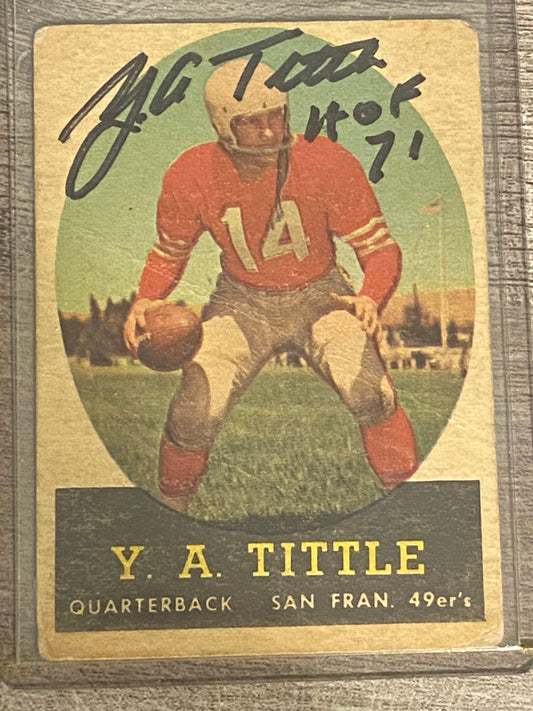 Y.A. Tittle
HOF
71
14
Y. A. TITTLE
QUARTERBACK SAN FRAN. 49er's